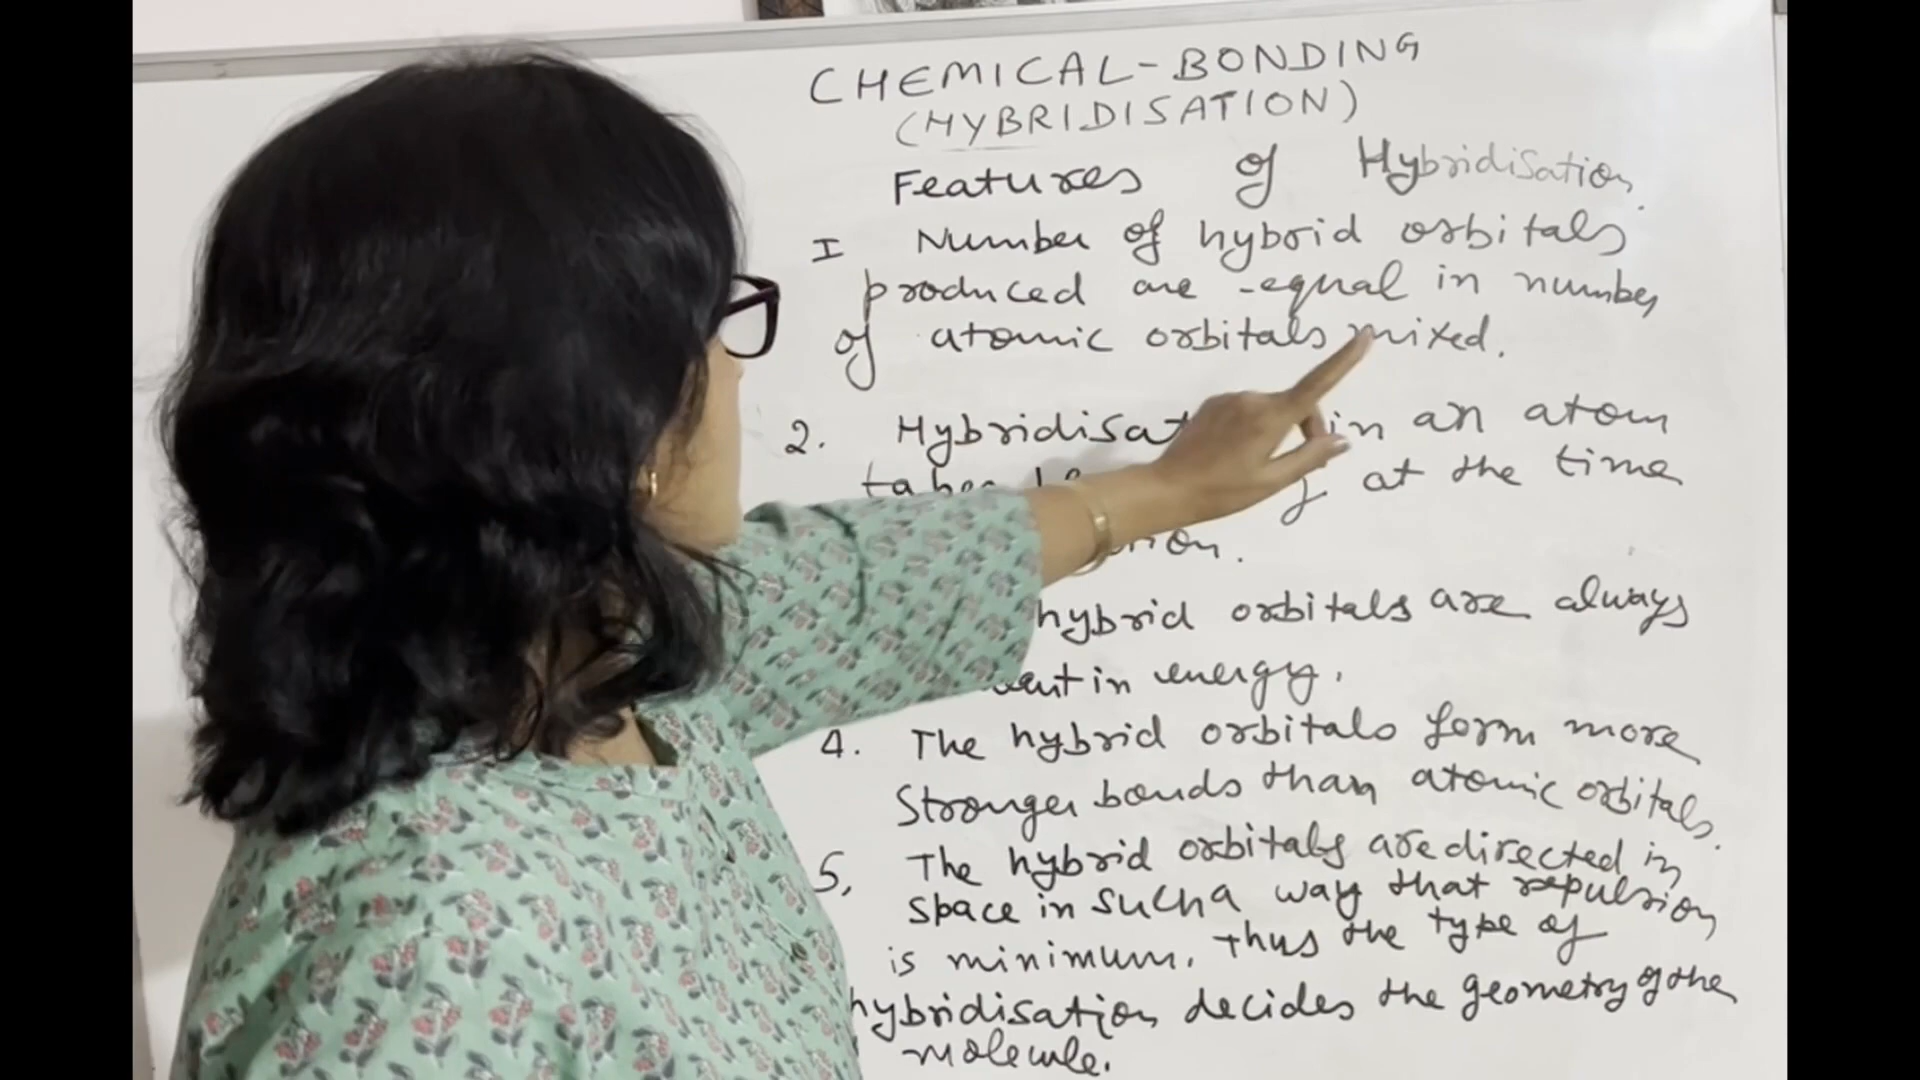 CHEMICAL-BONDING
(HYBRIDISATION)
Features of Hybridisation
I Number of hybrid orbitals
produced are equal in number
of atomic orbitals mixed.
2. in an atom
at the time
hybrid orbitals are always
in energy.
4. The hybrid orbitals form more
Stronger bonds than atomic orbitals.
5, The hybrid orbitals are directed in
space in such a way that repulsion
is minimum. Thus the type of
hybridisation decides the geometry of the
molecule.